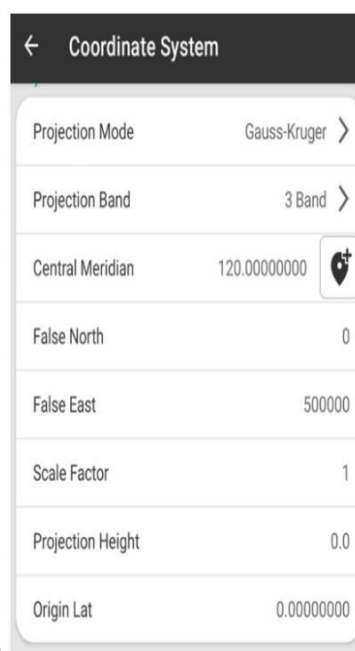 Coordinate System
Projection Mode Gauss-Kruger
Projection Band 3 Band
Central Meridian 120.00000000
False North 0
False East 500000
Scale Factor 1
Projection Height 0.0
Origin Lat 0.00000000